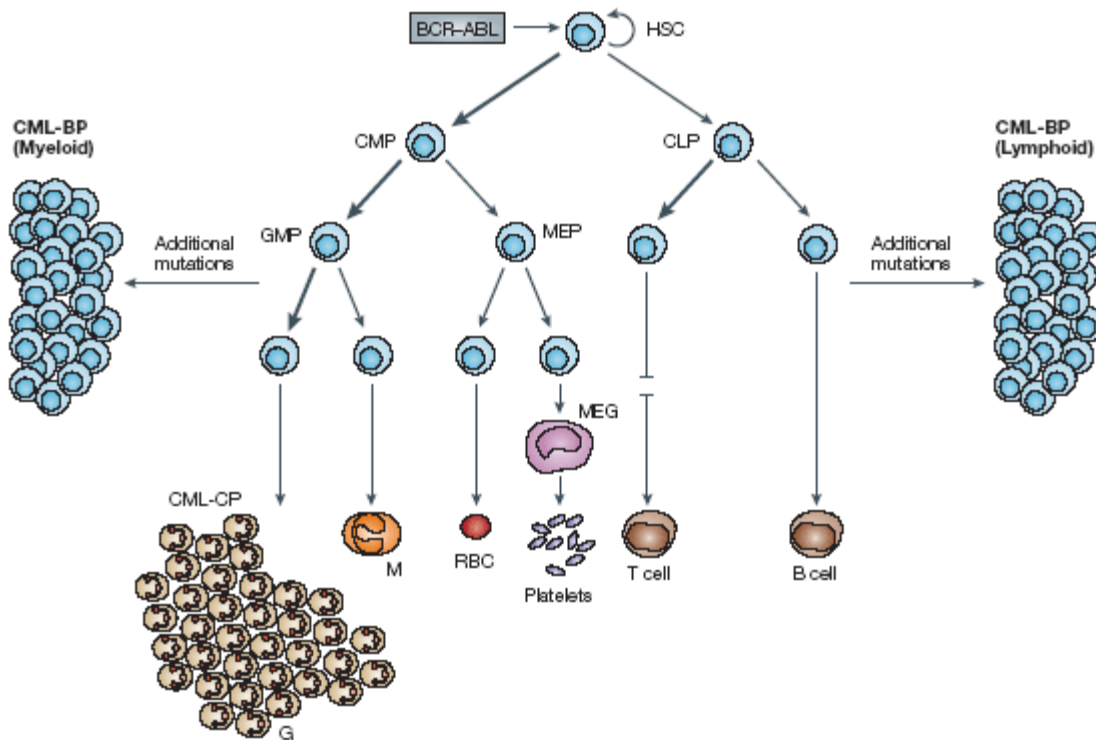 BCR–ABL
HSC
CML-BP
(Myeloid)
CMP
CLP
CML-BP
(Lymphoid)
GMP
MEP
Additional
mutations
Additional
mutations
MEG
CML-CP
M
RBC
Platelets
T cell
B cell
G